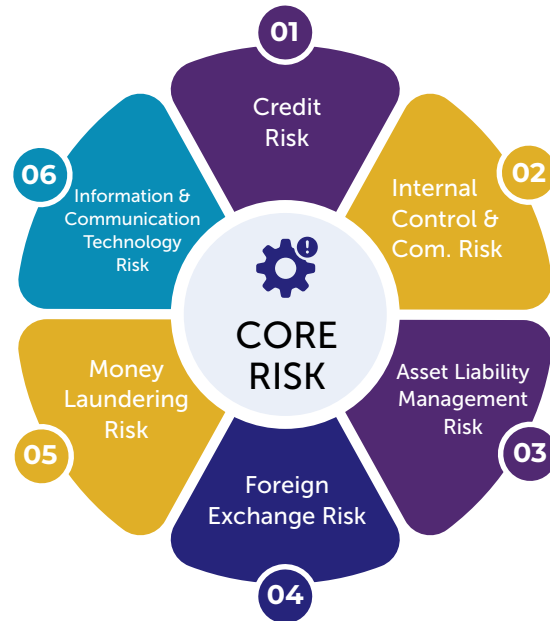 01
Credit
Risk
02
Internal
Control &
Com. Risk
03
Asset Liability
Management
Risk
04
Foreign
Exchange Risk
05
Money
Laundering
Risk
06
Information &
Communication
Technology
Risk
CORE
RISK